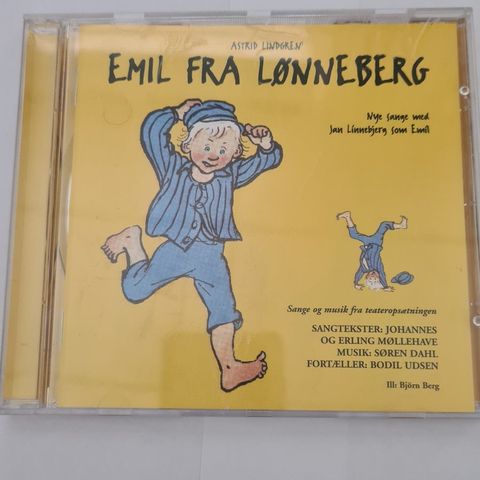 ASTRID LINDGREN'
EMIL FRA LØNNEBERG
Nye sange med
Jan Linnebjerg som Emil
Sange og musik fra teateropsætningen
SANGTEKSTER: JOHANNES
OG ERLING MØLLEHAVE
MUSIK: SØREN DAHL
FORTÆLLER: BODIL UDSEN
Ill: Björn Berg